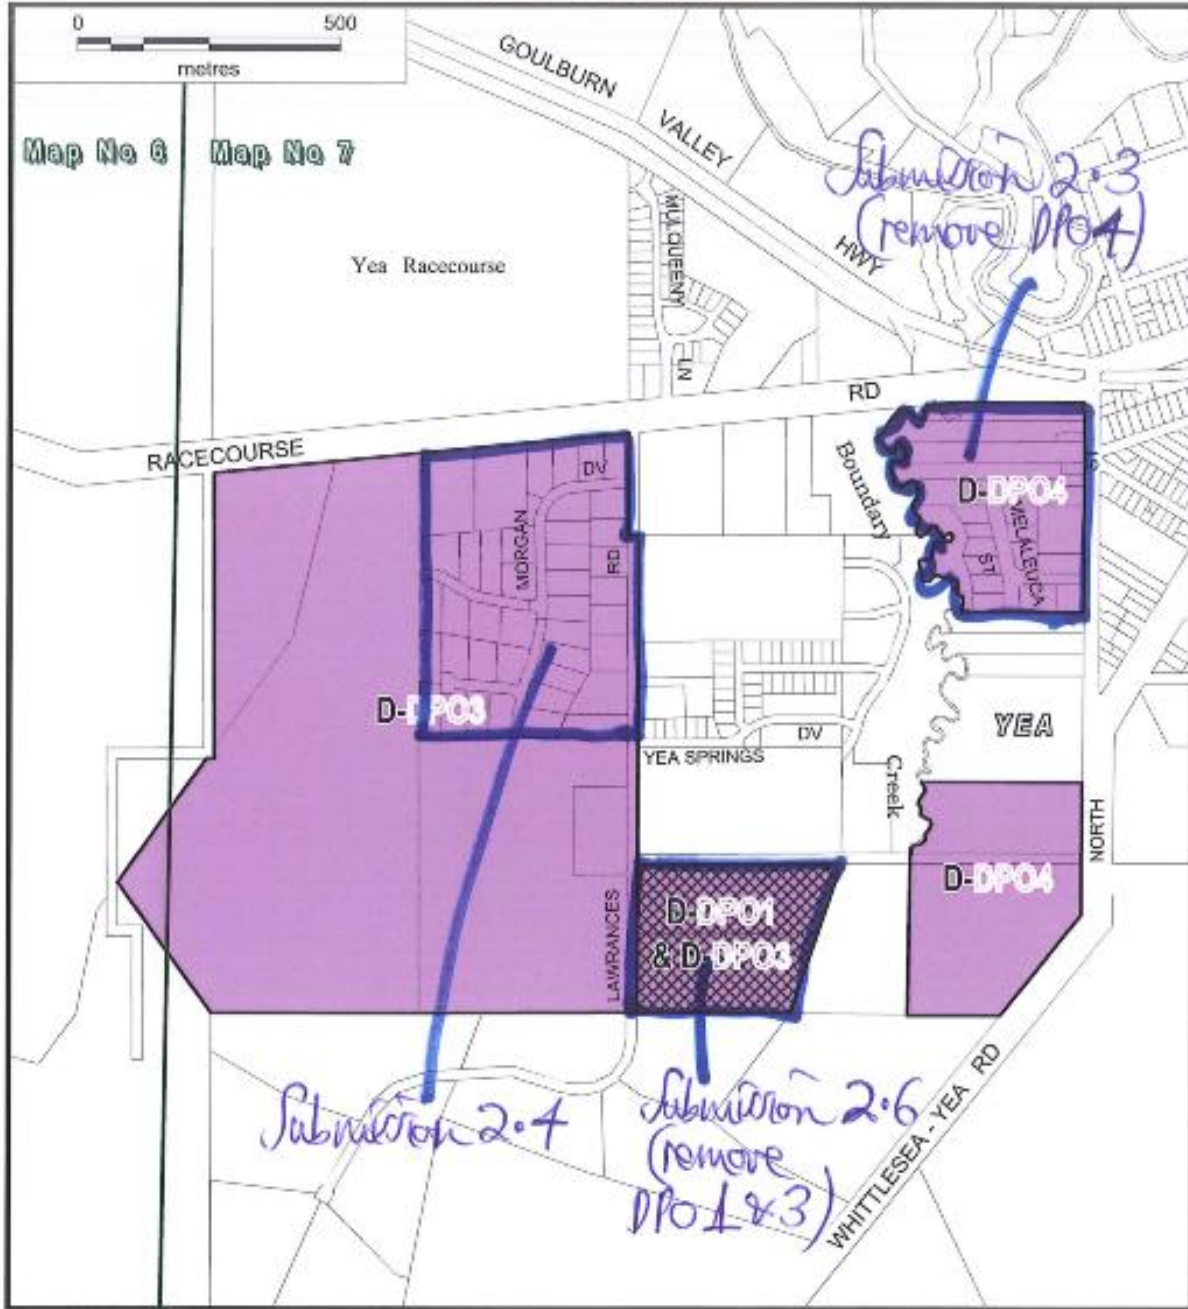 0 500
metres
Map No 6 Map No 7
GOULBURN
VALLEY
HWY
Submission 2.3
(remove DPO4)
Yea Racecourse
MULQUEENY
LN
RACECOURSE
RD
Boundary
D-DPO4
MELALEUCA
ST
DV
MORGAN
RD
D-DPO3
YEA SPRINGS
DV
Creek
YEA
NORTH
D-DPO4
LAWRANCES
D-DPO1
& D-DPO3
WHITTLESEA - YEA RD
Submission 2.4
Submission 2.6
(remove
DPO 1 & 3)